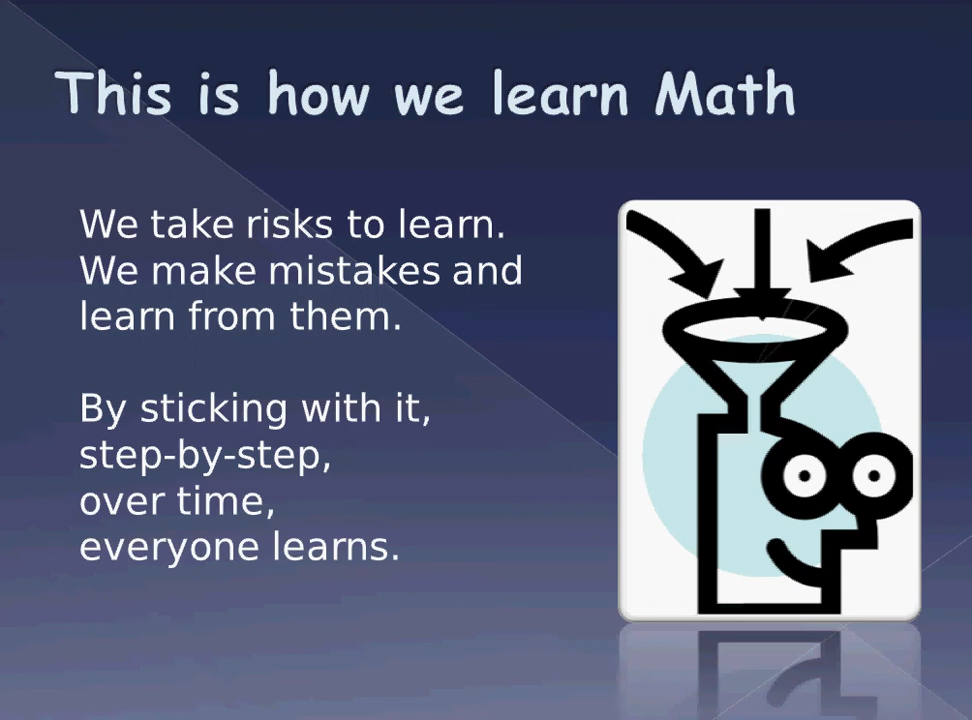 This is how we learn Math
We take risks to learn.
We make mistakes and
learn from them.
By sticking with it,
step-by-step,
over time,
everyone learns.